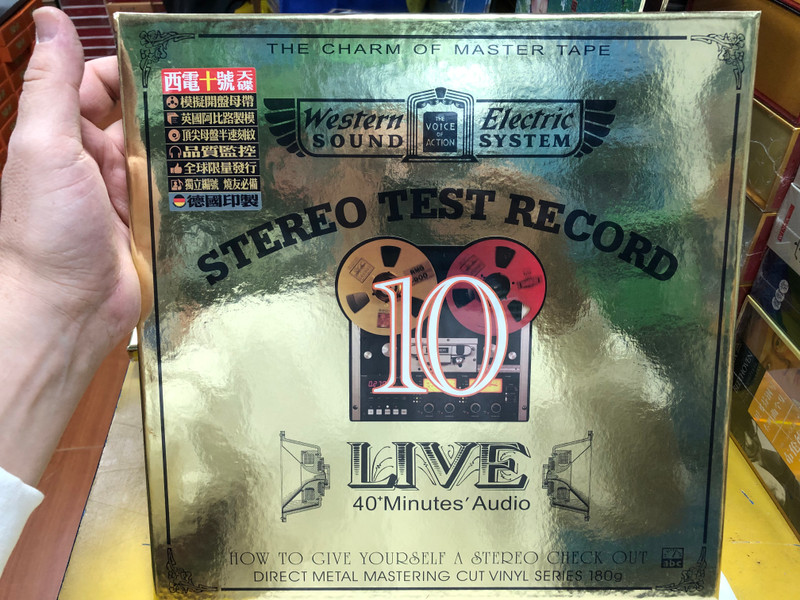 THE CHARM OF MASTER TAPE
西電十號天碟
模擬開盤母帶
英國阿比路製模
頂尖母盤半速刻紋
品質監控
全球限量發行
獨立編號 燒友必備
德國印製
Western Electric
SOUND SYSTEM
THE
VOICE
OF
ACTION
STEREO TEST RECORD
10
LIVE
40+Minutes' Audio
HOW TO GIVE YOURSELF A STEREO CHECK OUT
DIRECT METAL MASTERING CUT VINYL SERIES 180g
abc